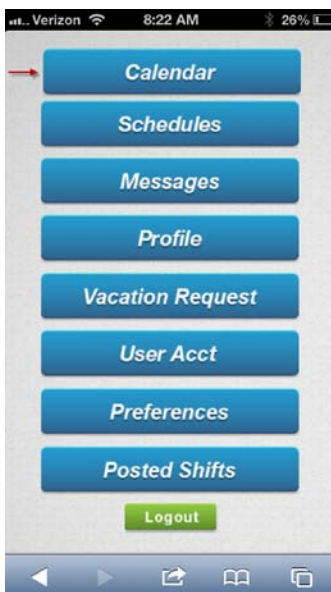 Verizon 8:22 AM 26%
Calendar
Schedules
Messages
Profile
Vacation Request
User Acct
Preferences
Posted Shifts
Logout